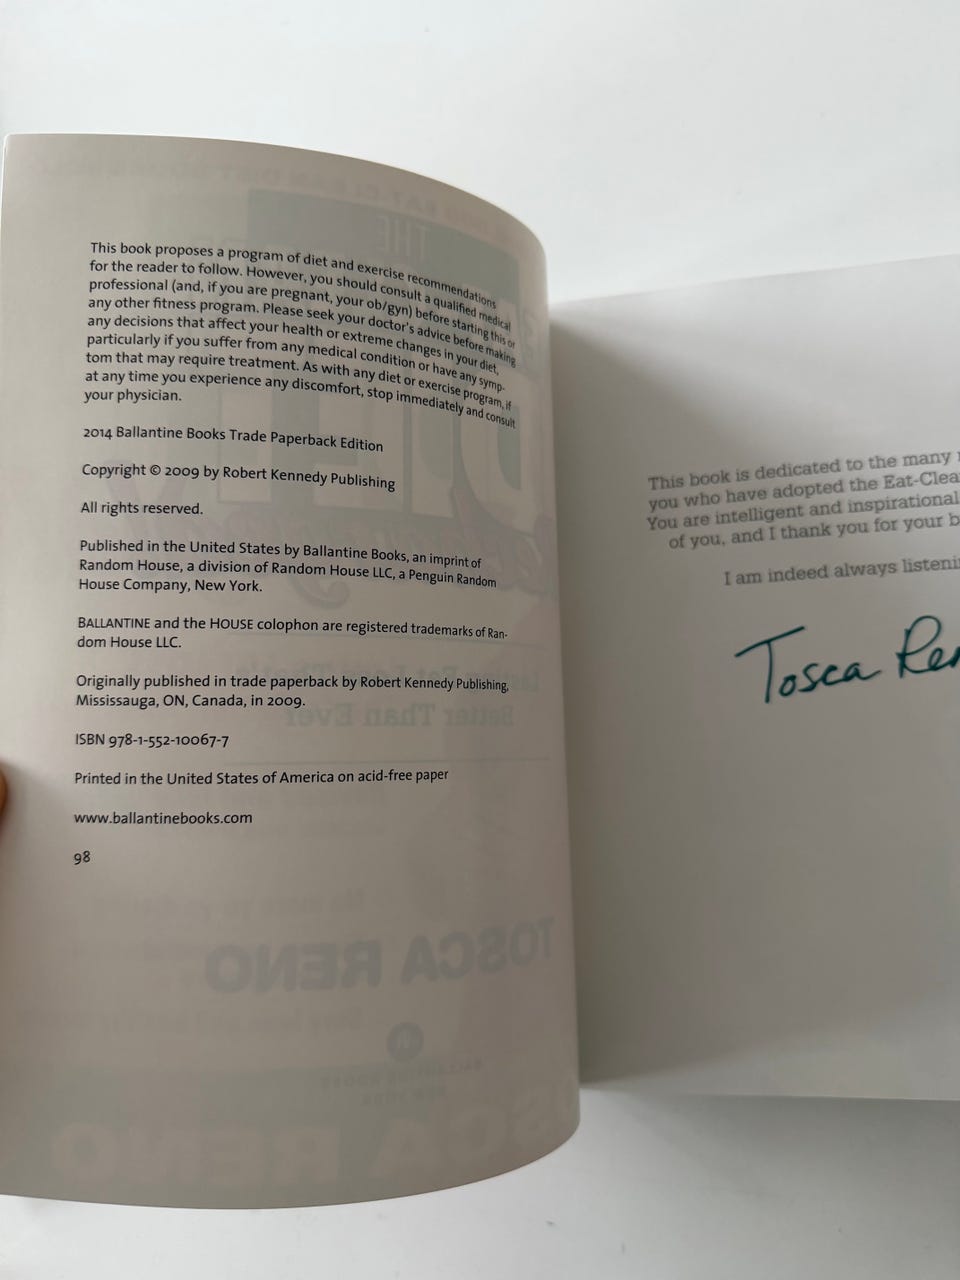 This book proposes a program of diet and exercise recommendations
for the reader to follow. However, you should consult a qualified medical
professional (and, if you are pregnant, your ob/gyn) before starting this or
any other fitness program. Please seek your doctor's advice before making
any decisions that affect your health or extreme changes in your diet,
particularly if you suffer from any medical condition or have any symp-
tom that may require treatment. As with any diet or exercise program, if
at any time you experience any discomfort, stop immediately and consult
your physician.
2014 Ballantine Books Trade Paperback Edition
Copyright © 2009 by Robert Kennedy Publishing
All rights reserved.
Published in the United States by Ballantine Books, an imprint of
Random House, a division of Random House LLC, a Penguin Random
House Company, New York.
BALLANTINE and the HOUSE colophon are registered trademarks of Ran-
dom House LLC.
Originally published in trade paperback by Robert Kennedy Publishing,
Mississauga, ON, Canada, in 2009.
ISBN 978-1-552-10067-7
Printed in the United States of America on acid-free paper
www.ballantinebooks.com
98
TOSCA RENO
This book is dedicated to the many
you who have adopted the Eat-Clea
You are intelligent and inspirational
of you, and I thank you for your b
I am indeed always listenin
Tosca Ren